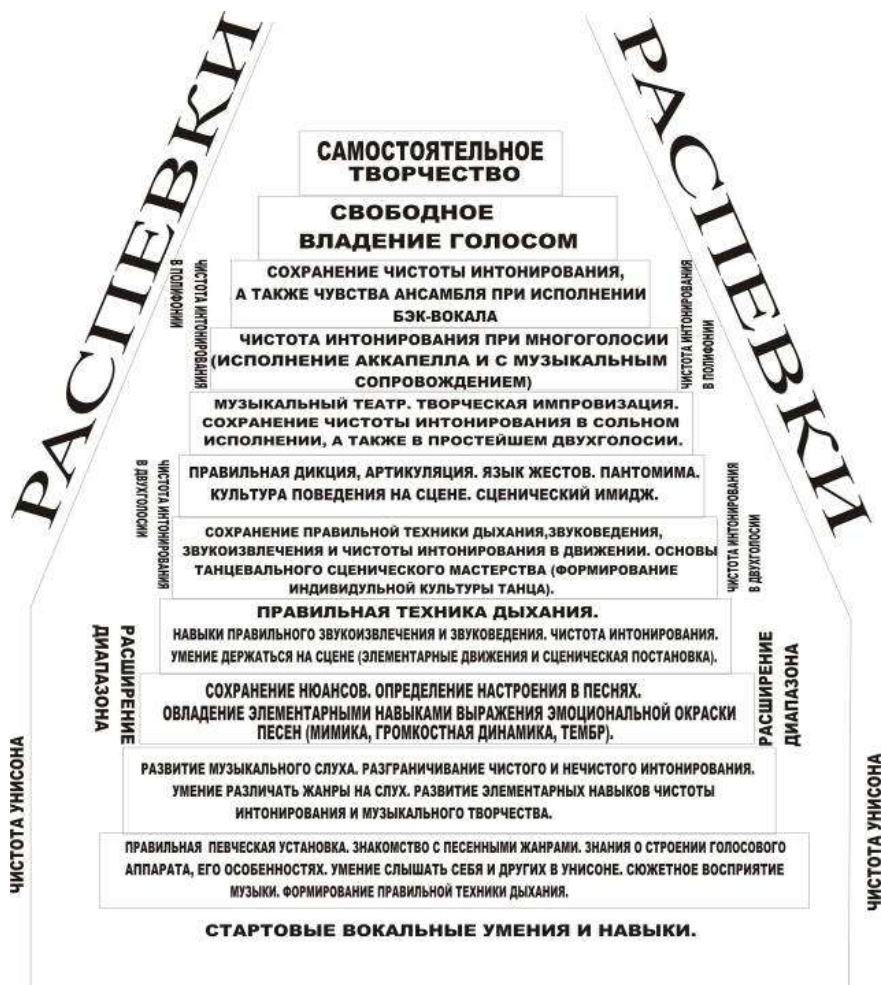 РАСПЕВКИ
РАСПЕВКИ
САМОСТОЯТЕЛЬНОЕ
ТВОРЧЕСТВО
СВОБОДНОЕ
ВЛАДЕНИЕ ГОЛОСОМ
ЧИСТОТА ИНТОНИРОВАНИЯ
В ПОЛИФОНИИ
СОХРАНЕНИЕ ЧИСТОТЫ ИНТОНИРОВАНИЯ,
А ТАКЖЕ ЧУВСТВА АНСАМБЛЯ ПРИ ИСПОЛНЕНИИ
БЭК-ВОКАЛА
ЧИСТОТА ИНТОНИРОВАНИЯ
В ПОЛИФОНИИ
ЧИСТОТА ИНТОНИРОВАНИЯ ПРИ МНОГОГОЛОСИИ
(ИСПОЛНЕНИЕ АККАПЕЛЛА И С МУЗЫКАЛЬНЫМ
СОПРОВОЖДЕНИЕМ)
МУЗЫКАЛЬНЫЙ ТЕАТР. ТВОРЧЕСКАЯ ИМПРОВИЗАЦИЯ.
СОХРАНЕНИЕ ЧИСТОТЫ ИНТОНИРОВАНИЯ В СОЛЬНОМ
ИСПОЛНЕНИИ, А ТАКЖЕ В ПРОСТЕЙШЕМ ДВУХГОЛОСИИ.
ЧИСТОТА ИНТОНИРОВАНИЯ
В ДВУХГОЛОСИИ
ПРАВИЛЬНАЯ ДИКЦИЯ, АРТИКУЛЯЦИЯ. ЯЗЫК ЖЕСТОВ. ПАНТОМИМА.
КУЛЬТУРА ПОВЕДЕНИЯ НА СЦЕНЕ. СЦЕНИЧЕСКИЙ ИМИДЖ.
ЧИСТОТА ИНТОНИРОВАНИЯ
В ДВУХГОЛОСИИ
СОХРАНЕНИЕ ПРАВИЛЬНОЙ ТЕХНИКИ ДЫХАНИЯ,ЗВУКОВЕДЕНИЯ,
ЗВУКОИЗВЛЕЧЕНИЯ И ЧИСТОТЫ ИНТОНИРОВАНИЯ В ДВИЖЕНИИ. ОСНОВЫ
ТАНЦЕВАЛЬНОГО СЦЕНИЧЕСКОГО МАСТЕРСТВА (ФОРМИРОВАНИЕ
ИНДИВИДУЛЬНОЙ КУЛЬТУРЫ ТАНЦА).
РАСШИРЕНИЕ
ДИАПАЗОНА
ПРАВИЛЬНАЯ ТЕХНИКА ДЫХАНИЯ.
НАВЫКИ ПРАВИЛЬНОГО ЗВУКОИЗВЛЕЧЕНИЯ И ЗВУКОВЕДЕНИЯ. ЧИСТОТА ИНТОНИРОВАНИЯ.
УМЕНИЕ ДЕРЖАТЬСЯ НА СЦЕНЕ (ЭЛЕМЕНТАРНЫЕ ДВИЖЕНИЯ И СЦЕНИЧЕСКАЯ ПОСТАНОВКА).
РАСШИРЕНИЕ
ДИАПАЗОНА
СОХРАНЕНИЕ НЮАНСОВ. ОПРЕДЕЛЕНИЕ НАСТРОЕНИЯ В ПЕСНЯХ.
ОВЛАДЕНИЕ ЭЛЕМЕНТАРНЫМИ НАВЫКАМИ ВЫРАЖЕНИЯ ЭМОЦИОНАЛЬНОЙ ОКРАСКИ
ПЕСЕН (МИМИКА, ГРОМКОСТНАЯ ДИНАМИКА, ТЕМБР).
ЧИСТОТА УНИСОНА
РАЗВИТИЕ МУЗЫКАЛЬНОГО СЛУХА. РАЗГРАНИЧИВАНИЕ ЧИСТОГО И НЕЧИСТОГО ИНТОНИРОВАНИЯ.
УМЕНИЕ РАЗЛИЧАТЬ ЖАНРЫ НА СЛУХ. РАЗВИТИЕ ЭЛЕМЕНТАРНЫХ НАВЫКОВ ЧИСТОТЫ
ИНТОНИРОВАНИЯ И МУЗЫКАЛЬНОГО ТВОРЧЕСТВА.
ЧИСТОТА УНИСОНА
ПРАВИЛЬНАЯ ПЕВЧЕСКАЯ УСТАНОВКА. ЗНАКОМСТВО С ПЕСЕННЫМИ ЖАНРАМИ. ЗНАНИЯ О СТРОЕНИИ ГОЛОСОВОГО
АППАРАТА, ЕГО ОСОБЕННОСТЯХ. УМЕНИЕ СЛЫШАТЬ СЕБЯ И ДРУГИХ В УНИСОНЕ. СЮЖЕТНОЕ ВОСПРИЯТИЕ
МУЗЫКИ. ФОРМИРОВАНИЕ ПРАВИЛЬНОЙ ТЕХНИКИ ДЫХАНИЯ.
СТАРТОВЫЕ ВОКАЛЬНЫЕ УМЕНИЯ И НАВЫКИ.